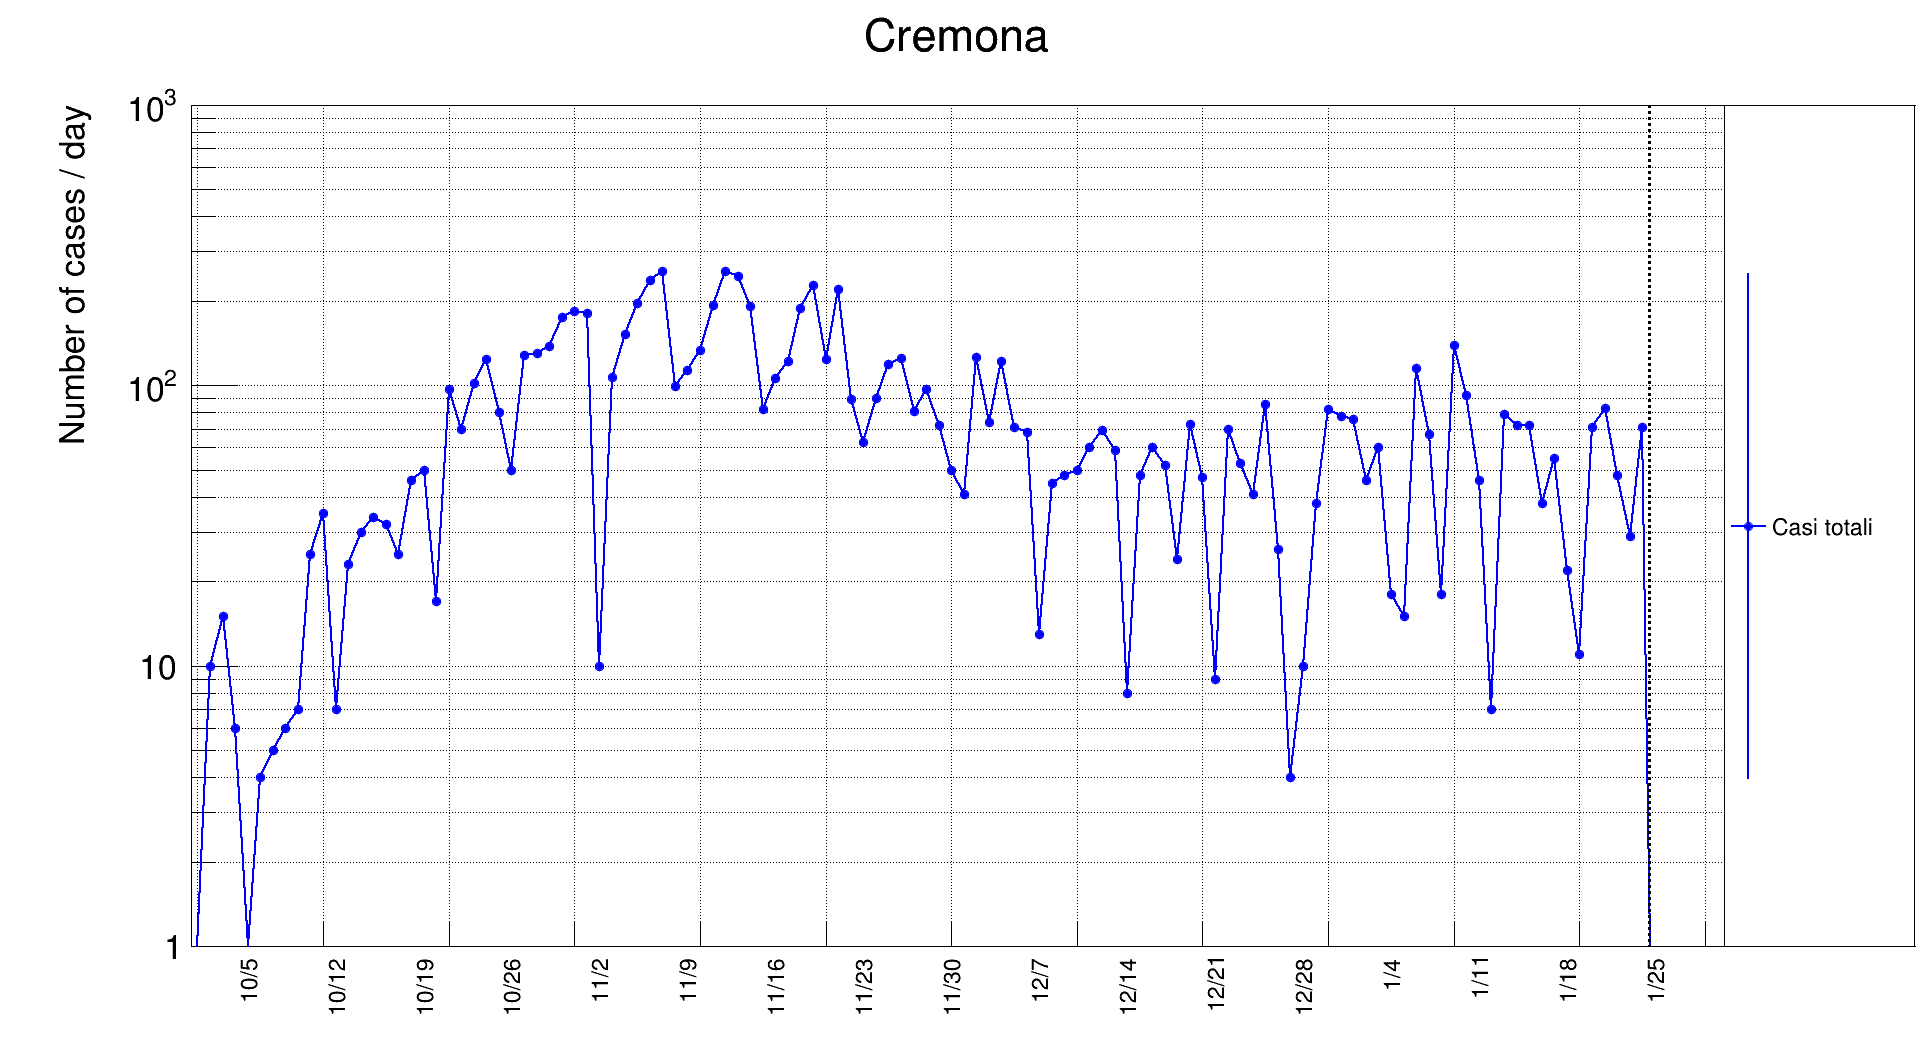 Cremona
Number of cases / day
10³
10²
10
1
10/5 10/12 10/19 10/26 11/2 11/9 11/16 11/23 11/30 12/7 12/14 12/21 12/28 1/4 1/11 1/18 1/25
Casi totali